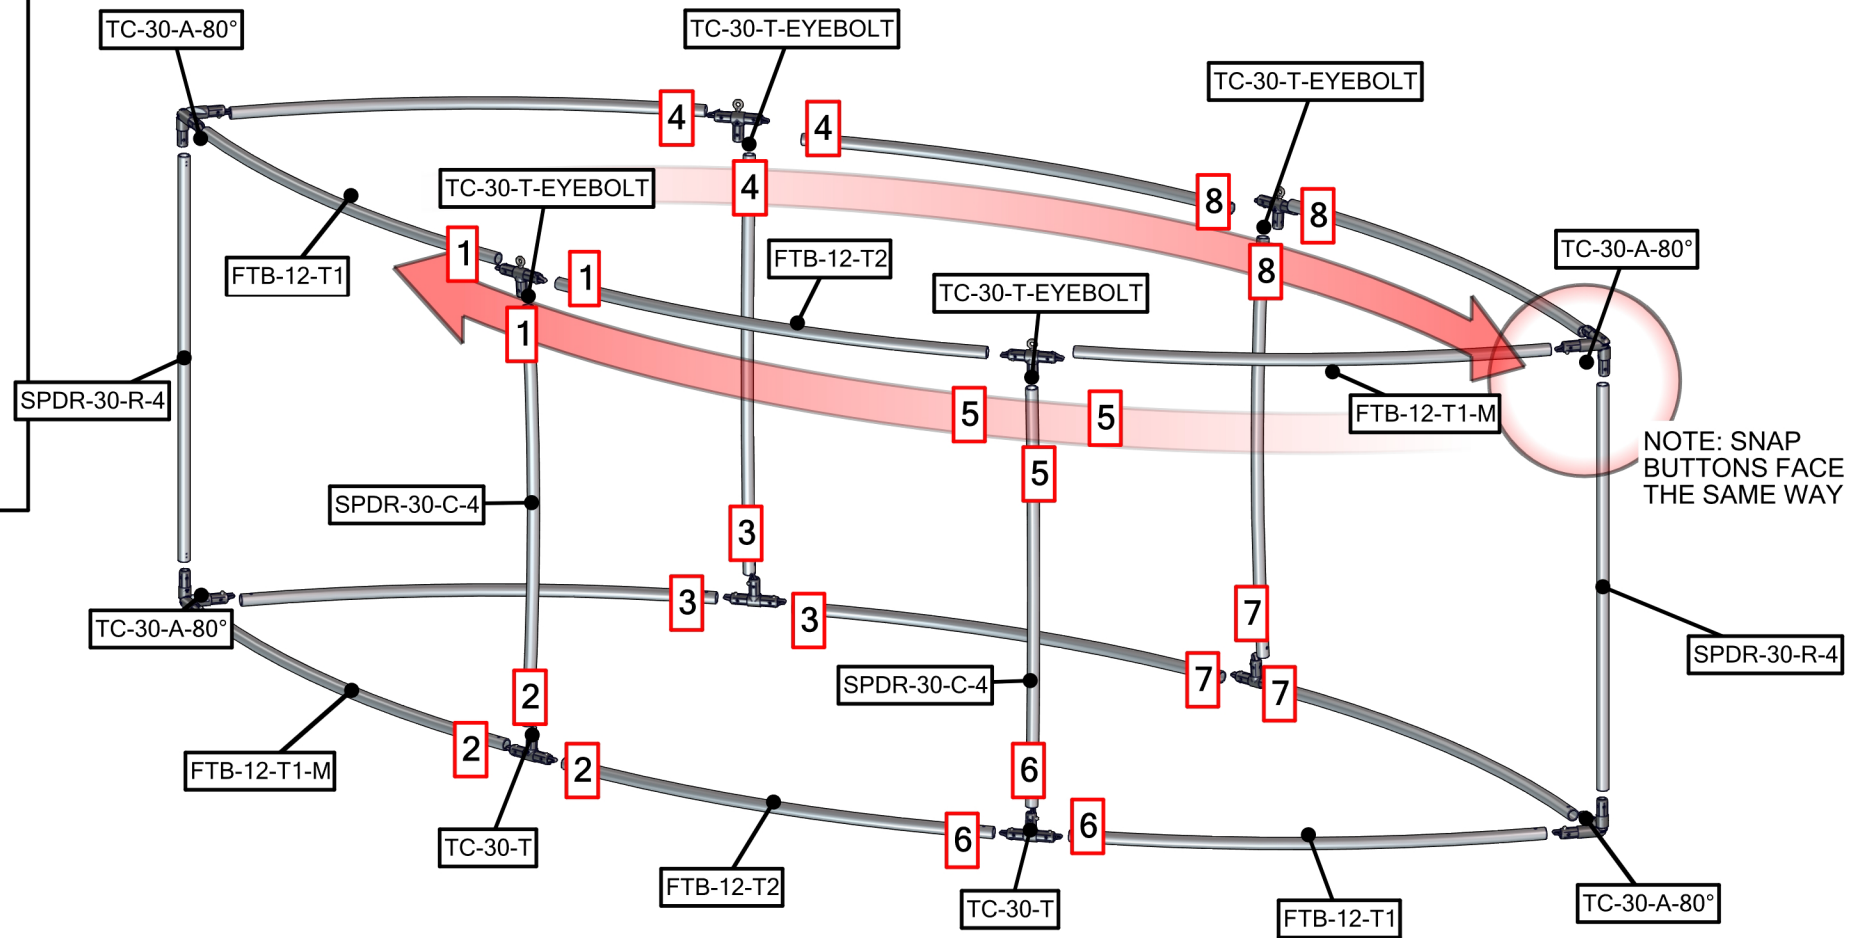 TC-30-A-80°
TC-30-T-EYEBOLT
TC-30-T-EYEBOLT
4
4
TC-30-T-EYEBOLT
4
8
8
1
FTB-12-T1
1
FTB-12-T2
TC-30-A-80°
8
TC-30-T-EYEBOLT
1
SPDR-30-R-4
5
5
FTB-12-T1-M
NOTE: SNAP
BUTTONS FACE
THE SAME WAY
5
SPDR-30-C-4
3
3
3
7
TC-30-A-80°
SPDR-30-R-4
2
SPDR-30-C-4
7
7
2
2
FTB-12-T1-M
6
6
6
TC-30-T
FTB-12-T2
TC-30-T
FTB-12-T1
TC-30-A-80°